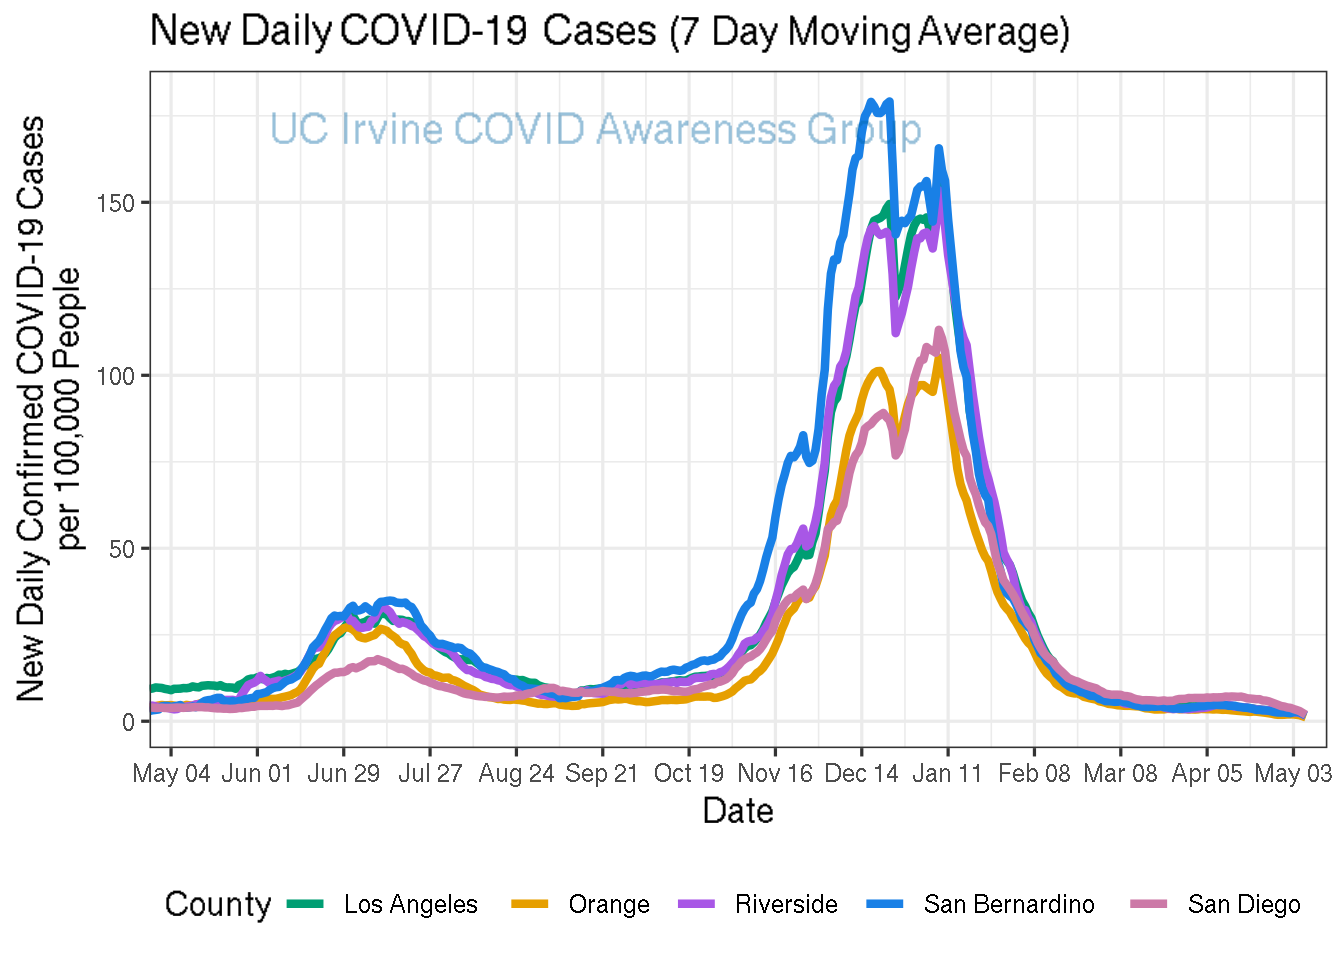 New Daily COVID-19 Cases (7 Day Moving Average)
UC Irvine COVID Awareness Group
New Daily Confirmed COVID-19 Cases
per 100,000 People
150
100
50
0
May 04 Jun 01 Jun 29 Jul 27 Aug 24 Sep 21 Oct 19 Nov 16 Dec 14 Jan 11 Feb 08 Mar 08 Apr 05 May 03
Date
County Los Angeles Orange Riverside San Bernardino San Diego